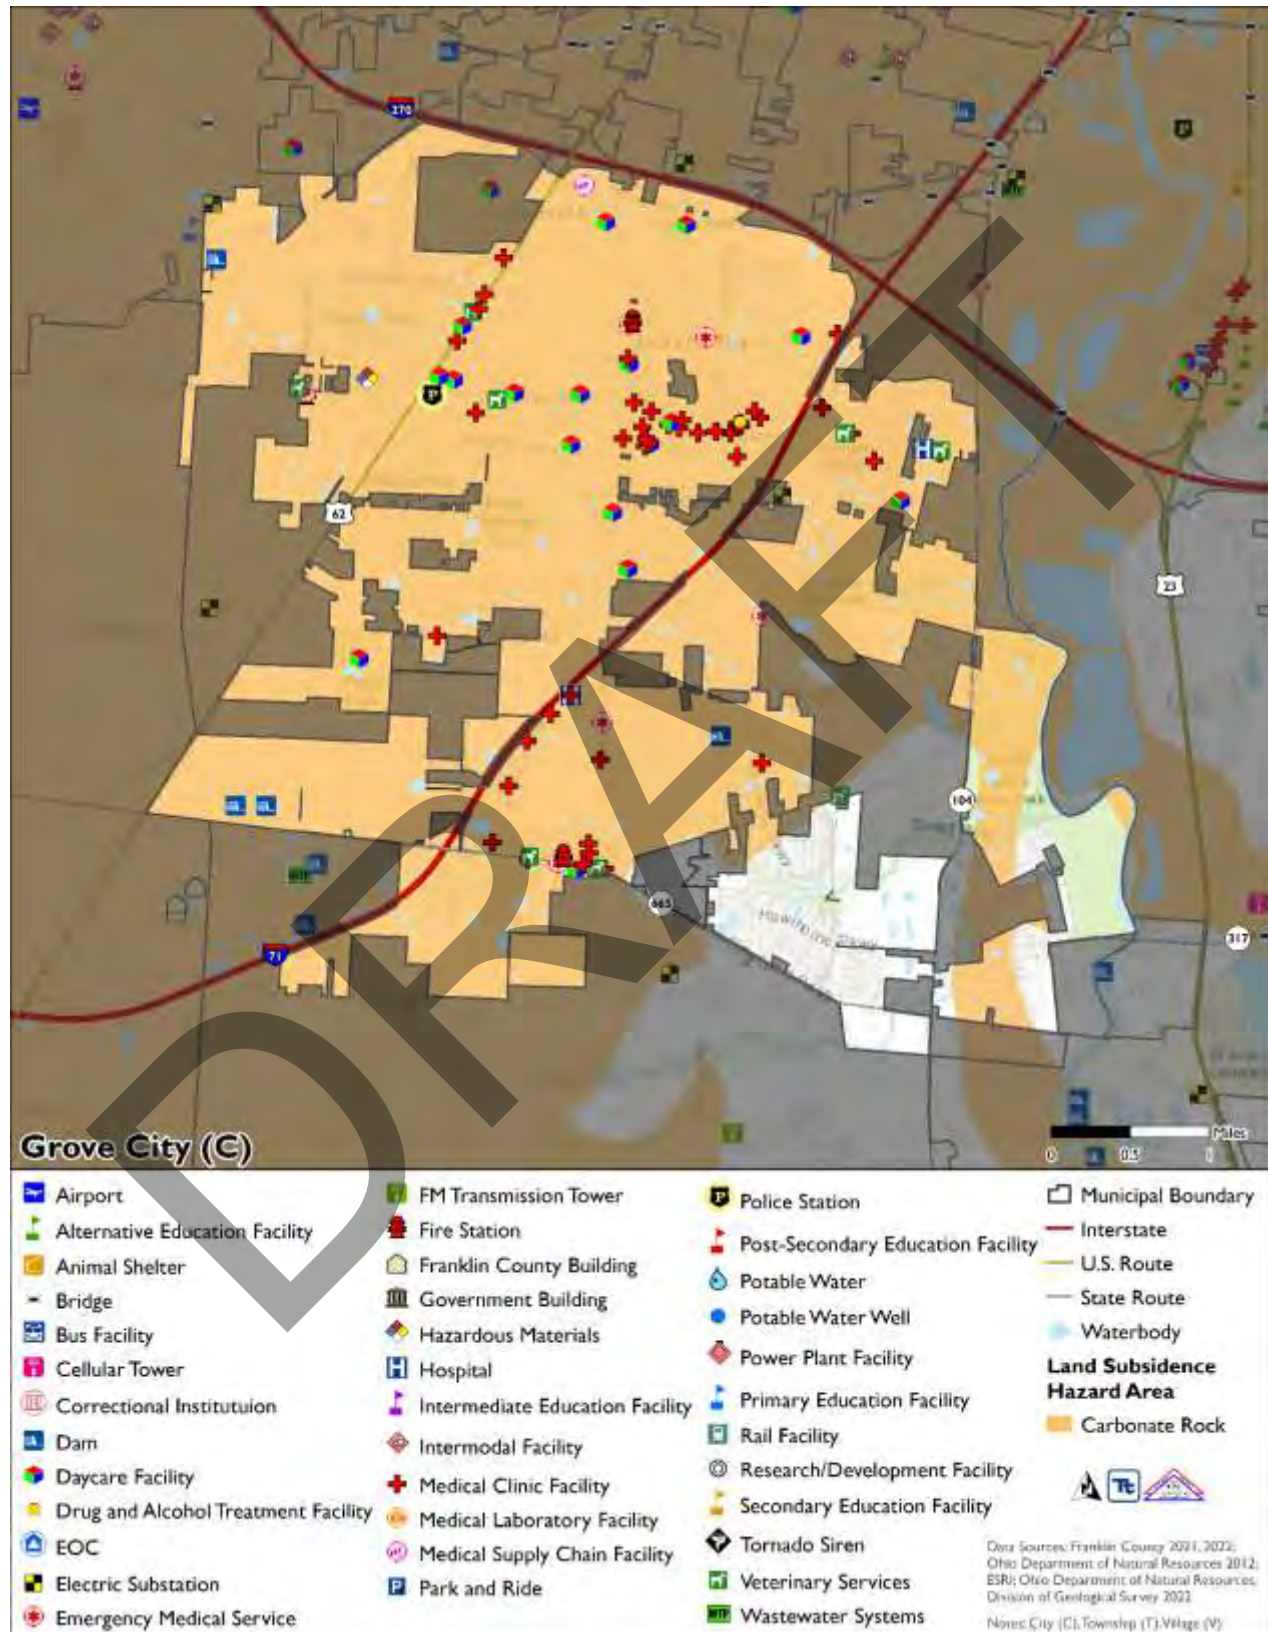 270
62
23
104
665
71
317
DRAFT
Grove City (C)
Miles
0 0.5 1
Airport
Alternative Education Facility
Animal Shelter
Bridge
Bus Facility
Cellular Tower
Correctional Institutuion
Dam
Daycare Facility
Drug and Alcohol Treatment Facility
EOC
Electric Substation
Emergency Medical Service
FM Transmission Tower
Fire Station
Franklin County Building
Government Building
Hazardous Materials
Hospital
Intermediate Education Facility
Intermodal Facility
Medical Clinic Facility
Medical Laboratory Facility
Medical Supply Chain Facility
Park and Ride
Police Station
Post-Secondary Education Facility
Potable Water
Potable Water Well
Power Plant Facility
Primary Education Facility
Rail Facility
Research/Development Facility
Secondary Education Facility
Tornado Siren
Veterinary Services
WTP Wastewater Systems
Municipal Boundary
Interstate
U.S. Route
State Route
Waterbody
Land Subsidence
Hazard Area
Carbonate Rock
Data Sources: Franklin County 2021, 2022;
Ohio Department of Natural Resources 2012;
ESRI; Ohio Department of Natural Resources,
Division of Geological Survey 2022
Notes: City (C), Township (T), Village (V)